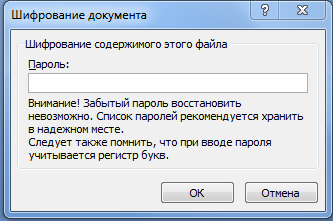 Шифрование документа
Шифрование содержимого этого файла
Пароль:
Внимание! Забытый пароль восстановить
невозможно. Список паролей рекомендуется хранить
в надежном месте.
Следует также помнить, что при вводе пароля
учитывается регистр букв.
ОК Отмена